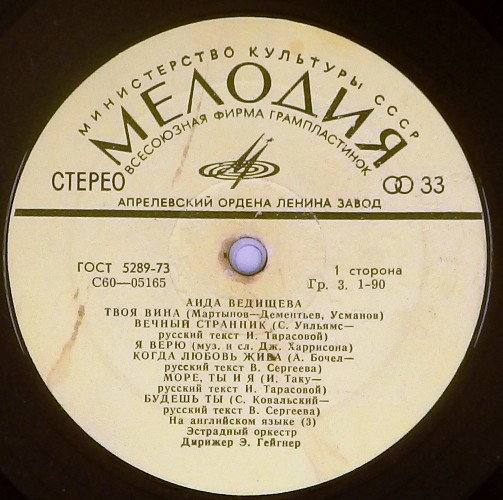 МИНИСТЕРСТВО КУЛЬТУРЫ СССР
МЕЛОДИЯ
ВСЕСОЮЗНАЯ ФИРМА ГРАМПЛАСТИНОК
СТЕРЕО 33
АПРЕЛЕВСКИЙ ОРДЕНА ЛЕНИНА ЗАВОД
ГОСТ 5289-73 1 сторона
С60—05165 Гр. 3. 1-90
АИДА ВЕДИЩЕВА
ТВОЯ ВИНА (Мартынов—Дементьев, Усманов)
ВЕЧНЫЙ СТРАННИК (С. Уильямс—
русский текст И. Тарасовой)
Я ВЕРЮ (муз. и сл. Дж. Харрисона)
КОГДА ЛЮБОВЬ ЖИВА (А. Бочел—
русский текст В. Сергеева)
МОРЕ, ТЫ И Я (И. Таку—
русский текст И. Тарасовой)
БУДЕШЬ ТЫ (С. Ковальский—
русский текст В. Сергеева)
На английском языке (3)
Эстрадный оркестр
Дирижер Э. Гейгнер